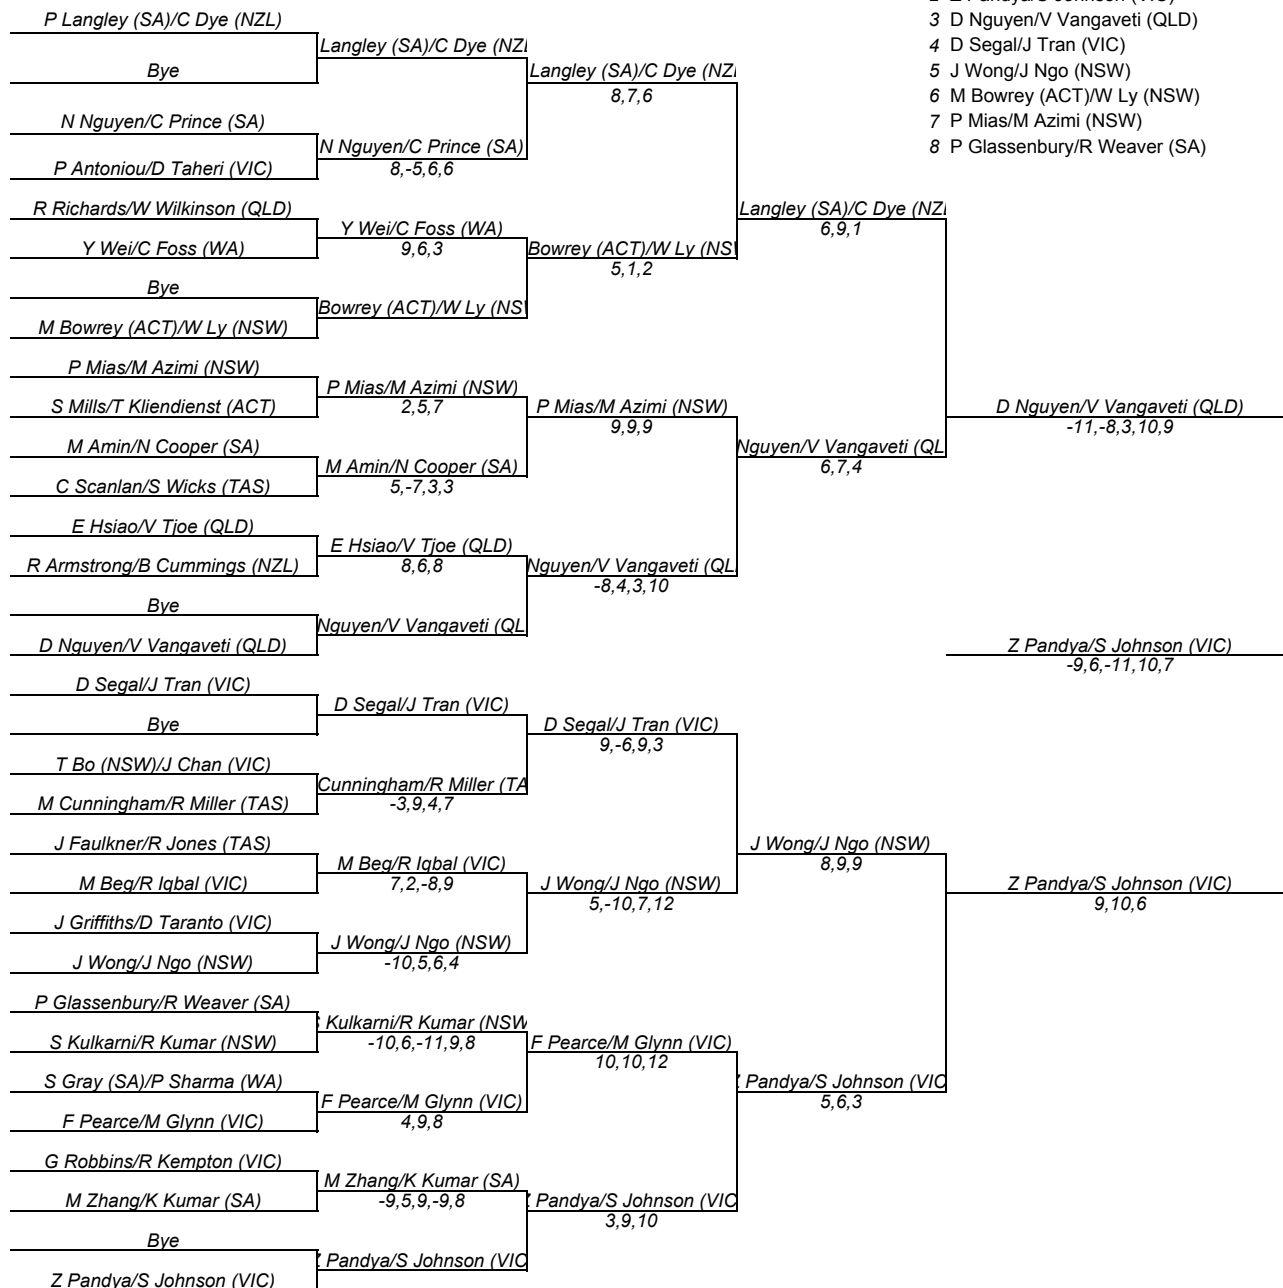 2 Z Pandya/S Johnson (VIC)
P Langley (SA)/C Dye (NZL)
3 D Nguyen/V Vangaveti (QLD)
Langley (SA)/C Dye (NZL
4 D Segal/J Tran (VIC)
Bye
Langley (SA)/C Dye (NZL
5 J Wong/J Ngo (NSW)
8,7,6
6 M Bowrey (ACT)/W Ly (NSW)
N Nguyen/C Prince (SA)
7 P Mias/M Azimi (NSW)
N Nguyen/C Prince (SA)
8 P Glassenbury/R Weaver (SA)
P Antoniou/D Taheri (VIC)
8,-5,6,6
R Richards/W Wilkinson (QLD)
Langley (SA)/C Dye (NZL
Y Wei/C Foss (WA)
6,9,1
Y Wei/C Foss (WA)
9,6,3
Bowrey (ACT)/W Ly (NSW
5,1,2
Bye
Bowrey (ACT)/W Ly (NSW
M Bowrey (ACT)/W Ly (NSW)
P Mias/M Azimi (NSW)
P Mias/M Azimi (NSW)
S Mills/T Kliendienst (ACT)
2,5,7
P Mias/M Azimi (NSW)
9,9,9
D Nguyen/V Vangaveti (QLD)
-11,-8,3,10,9
M Amin/N Cooper (SA)
Nguyen/V Vangaveti (QL
6,7,4
M Amin/N Cooper (SA)
C Scanlan/S Wicks (TAS)
5,-7,3,3
E Hsiao/V Tjoe (QLD)
E Hsiao/V Tjoe (QLD)
R Armstrong/B Cummings (NZL)
8,6,8
Nguyen/V Vangaveti (QL
-8,4,3,10
Bye
Nguyen/V Vangaveti (QL
D Nguyen/V Vangaveti (QLD)
Z Pandya/S Johnson (VIC)
-9,6,-11,10,7
D Segal/J Tran (VIC)
D Segal/J Tran (VIC)
Bye
D Segal/J Tran (VIC)
9,-6,9,3
T Bo (NSW)/J Chan (VIC)
Cunningham/R Miller (TA
M Cunningham/R Miller (TAS)
-3,9,4,7
J Faulkner/R Jones (TAS)
J Wong/J Ngo (NSW)
8,9,9
M Beg/R Iqbal (VIC)
M Beg/R Iqbal (VIC)
7,2,-8,9
J Wong/J Ngo (NSW)
5,-10,7,12
Z Pandya/S Johnson (VIC)
9,10,6
J Griffiths/D Taranto (VIC)
J Wong/J Ngo (NSW)
J Wong/J Ngo (NSW)
-10,5,6,4
P Glassenbury/R Weaver (SA)
S Kulkarni/R Kumar (NSW
S Kulkarni/R Kumar (NSW)
-10,6,-11,9,8
F Pearce/M Glynn (VIC)
10,10,12
S Gray (SA)/P Sharma (WA)
Z Pandya/S Johnson (VIC
5,6,3
F Pearce/M Glynn (VIC)
F Pearce/M Glynn (VIC)
4,9,8
G Robbins/R Kempton (VIC)
M Zhang/K Kumar (SA)
M Zhang/K Kumar (SA)
-9,5,9,-9,8
Z Pandya/S Johnson (VIC
3,9,10
Bye
Z Pandya/S Johnson (VIC
Z Pandya/S Johnson (VIC)